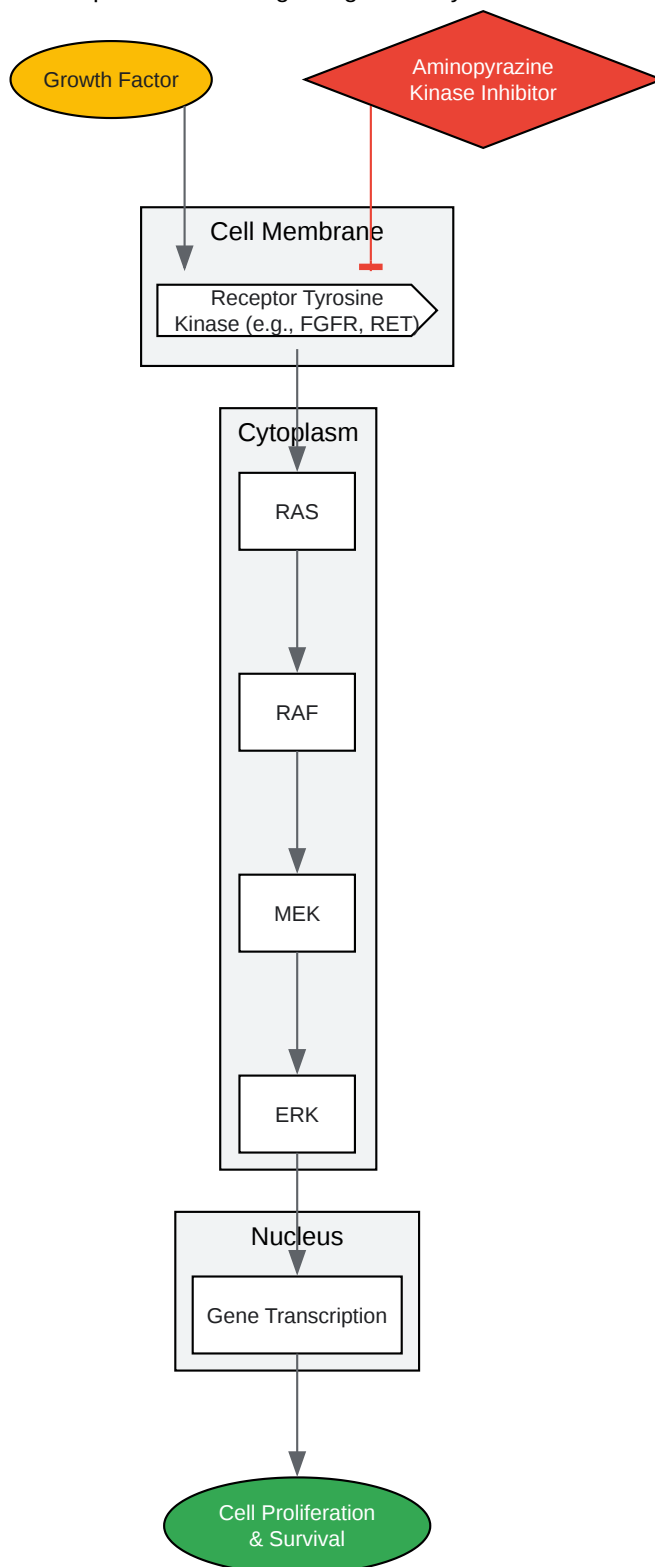 Growth Factor
Aminopyrazine
Kinase Inhibitor
Cell Membrane
Receptor Tyrosine
Kinase (e.g., FGFR, RET)
Cytoplasm
RAS
RAF
MEK
ERK
Nucleus
Gene Transcription
Cell Proliferation
& Survival